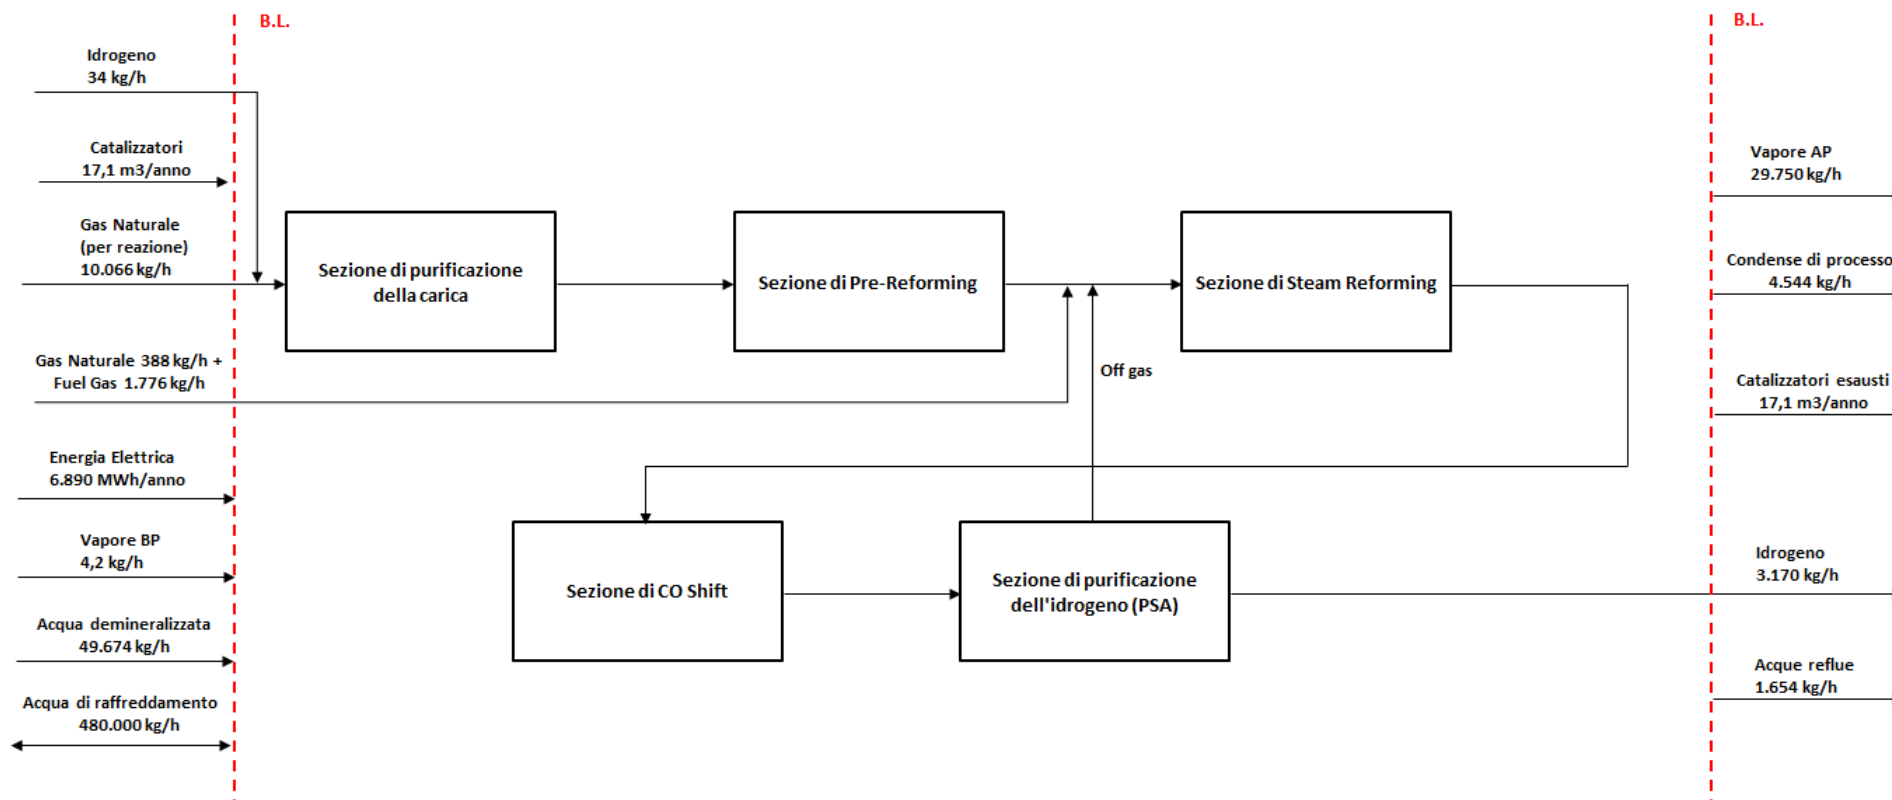 B.L.
B.L.
Idrogeno
34 kg/h
Catalizzatori
17,1 m3/anno
Gas Naturale
(per reazione)
10.066 kg/h
Gas Naturale 388 kg/h +
Fuel Gas 1.776 kg/h
Energia Elettrica
6.890 MWh/anno
Vapore BP
4,2 kg/h
Acqua demineralizzata
49.674 kg/h
Acqua di raffreddamento
480.000 kg/h
Sezione di purificazione
della carica
Sezione di Pre-Reforming
Sezione di Steam Reforming
Off gas
Sezione di CO Shift
Sezione di purificazione
dell'idrogeno (PSA)
Vapore AP
29.750 kg/h
Condense di processo
4.544 kg/h
Catalizzatori esausti
17,1 m3/anno
Idrogeno
3.170 kg/h
Acque reflue
1.654 kg/h